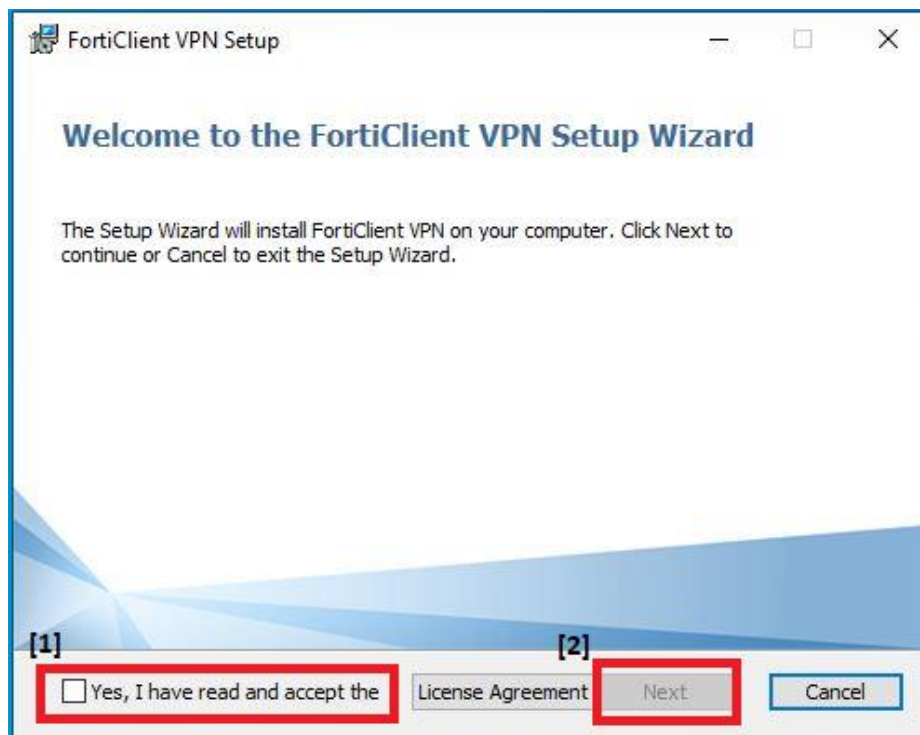 FortiClient VPN Setup
Welcome to the FortiClient VPN Setup Wizard
The Setup Wizard will install FortiClient VPN on your computer. Click Next to
continue or Cancel to exit the Setup Wizard.
[1]
[2]
Yes, I have read and accept the License Agreement Next Cancel